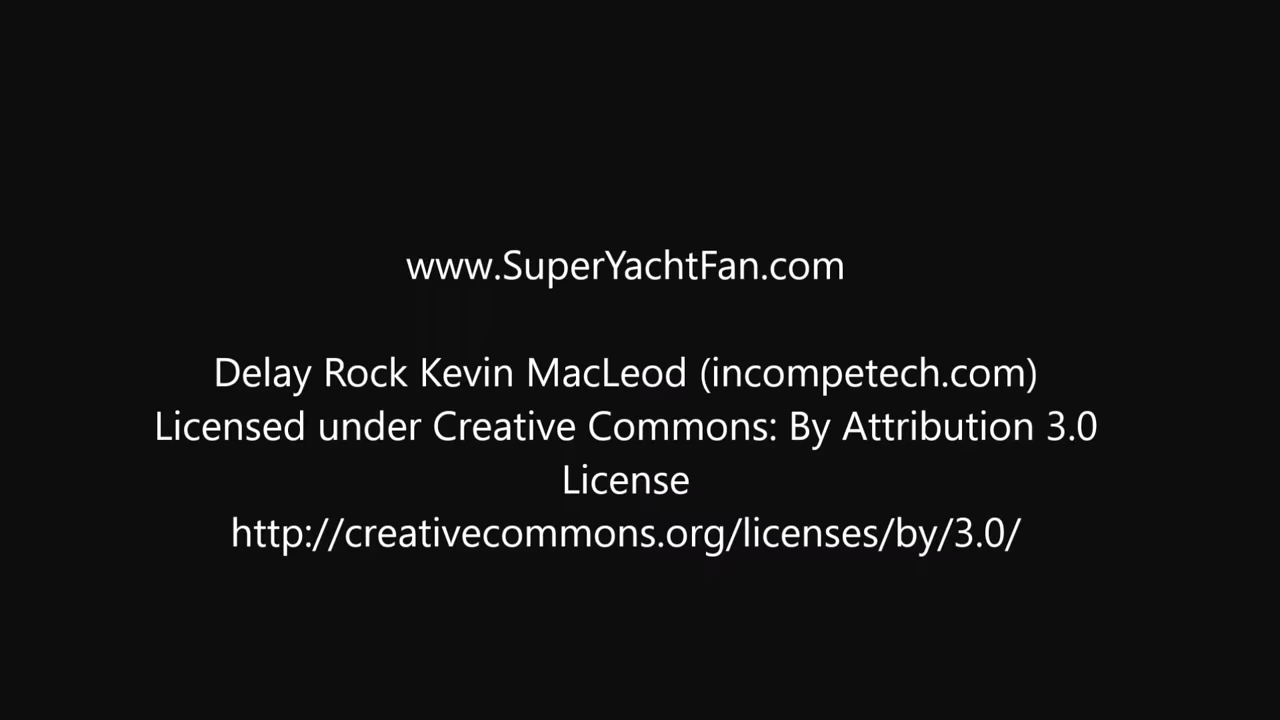 www.SuperYachtFan.com
Delay Rock Kevin MacLeod (incompetech.com)
Licensed under Creative Commons: By Attribution 3.0
License
http://creativecommons.org/licenses/by/3.0/